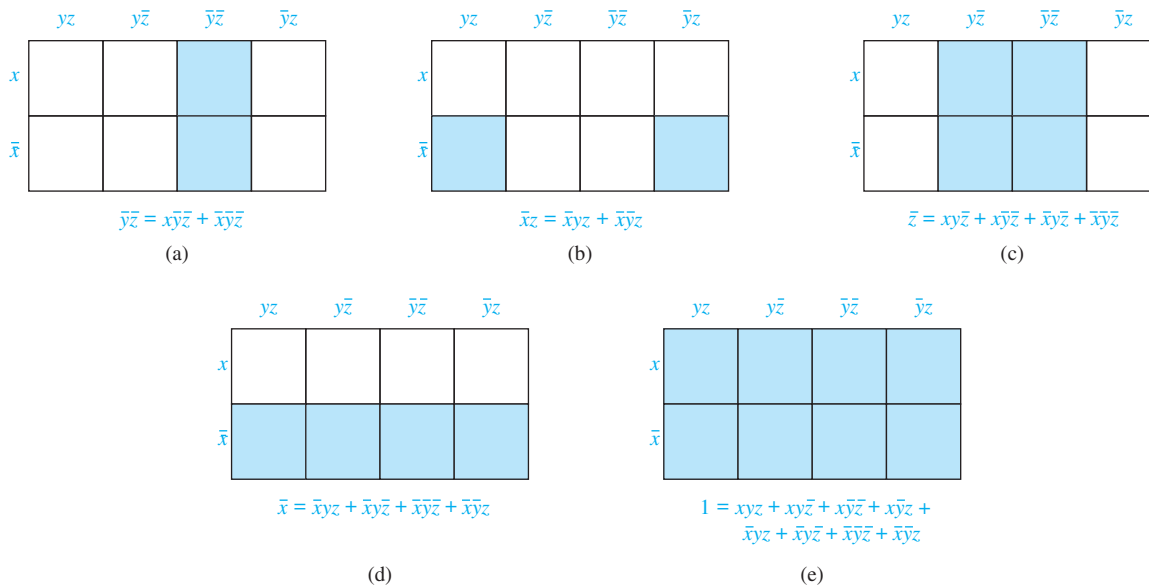 yz yz̄ ȳz̄ ȳz
x
x̄
ȳz̄ = xȳz̄ + x̄ȳz̄
(a)
yz yz̄ ȳz̄ ȳz
x
x̄
x̄z = x̄yz + x̄ȳz
(b)
yz yz̄ ȳz̄ ȳz
x
x̄
z̄ = xyz̄ + xȳz̄ + x̄yz̄ + x̄ȳz̄
(c)
yz yz̄ ȳz̄ ȳz
x
x̄
x̄ = x̄yz + x̄yz̄ + x̄ȳz̄ + x̄ȳz
(d)
yz yz̄ ȳz̄ ȳz
x
x̄
1 = xyz + xyz̄ + xȳz̄ + xȳz +
x̄yz + x̄yz̄ + x̄ȳz̄ + x̄ȳz
(e)